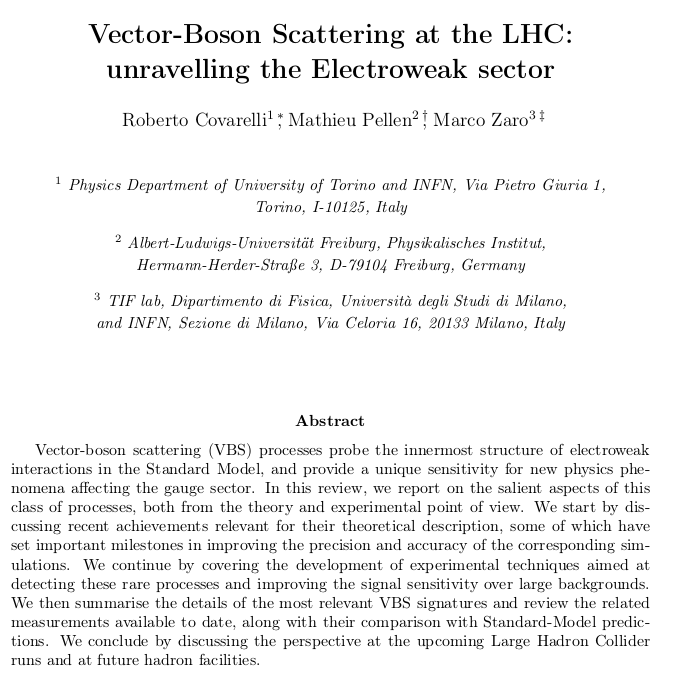 Vector-Boson Scattering at the LHC:
unravelling the Electroweak sector
Roberto Covarelli1*, Mathieu Pellen2†, Marco Zaro3‡
1 Physics Department of University of Torino and INFN, Via Pietro Giuria 1,
Torino, I-10125, Italy
2 Albert-Ludwigs-Universität Freiburg, Physikalisches Institut,
Hermann-Herder-Straße 3, D-79104 Freiburg, Germany
3 TIF lab, Dipartimento di Fisica, Università degli Studi di Milano,
and INFN, Sezione di Milano, Via Celoria 16, 20133 Milano, Italy
Abstract
Vector-boson scattering (VBS) processes probe the innermost structure of electroweak
interactions in the Standard Model, and provide a unique sensitivity for new physics phe-
nomena affecting the gauge sector. In this review, we report on the salient aspects of this
class of processes, both from the theory and experimental point of view. We start by dis-
cussing recent achievements relevant for their theoretical description, some of which have
set important milestones in improving the precision and accuracy of the corresponding sim-
ulations. We continue by covering the development of experimental techniques aimed at
detecting these rare processes and improving the signal sensitivity over large backgrounds.
We then summarise the details of the most relevant VBS signatures and review the related
measurements available to date, along with their comparison with Standard-Model predic-
tions. We conclude by discussing the perspective at the upcoming Large Hadron Collider
runs and at future hadron facilities.